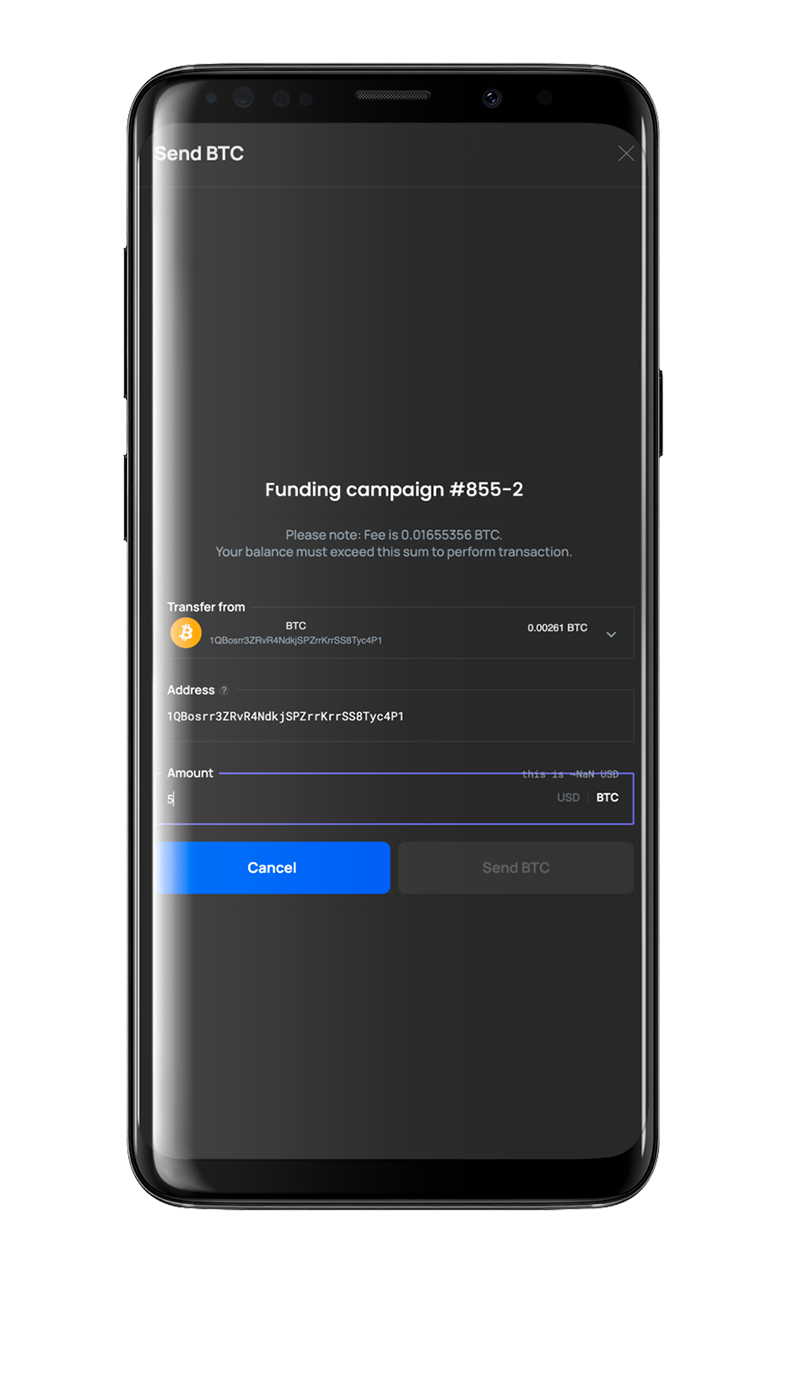 Send BTC
Funding campaign #855-2
Please note: Fee is 0.01655356 BTC.
Your balance must exceed this sum to perform transaction.
Transfer from
BTC
1QBosrr3ZRvR4NdkjSPZrrKrrSS8Tyc4P1
0.00261 BTC
Address ?
1QBosrr3ZRvR4NdkjSPZrrKrrSS8Tyc4P1
Amount
this is ~NaN USD
5
USD
BTC
Cancel
Send BTC